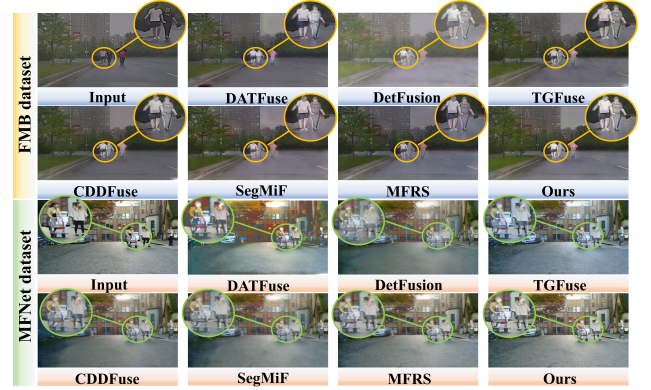 FMB dataset
Input DATFuse DetFusion TGFuse
CDDFuse SegMiF MFRS Ours
MFNet dataset
Input DATFuse DetFusion TGFuse
CDDFuse SegMiF MFRS Ours